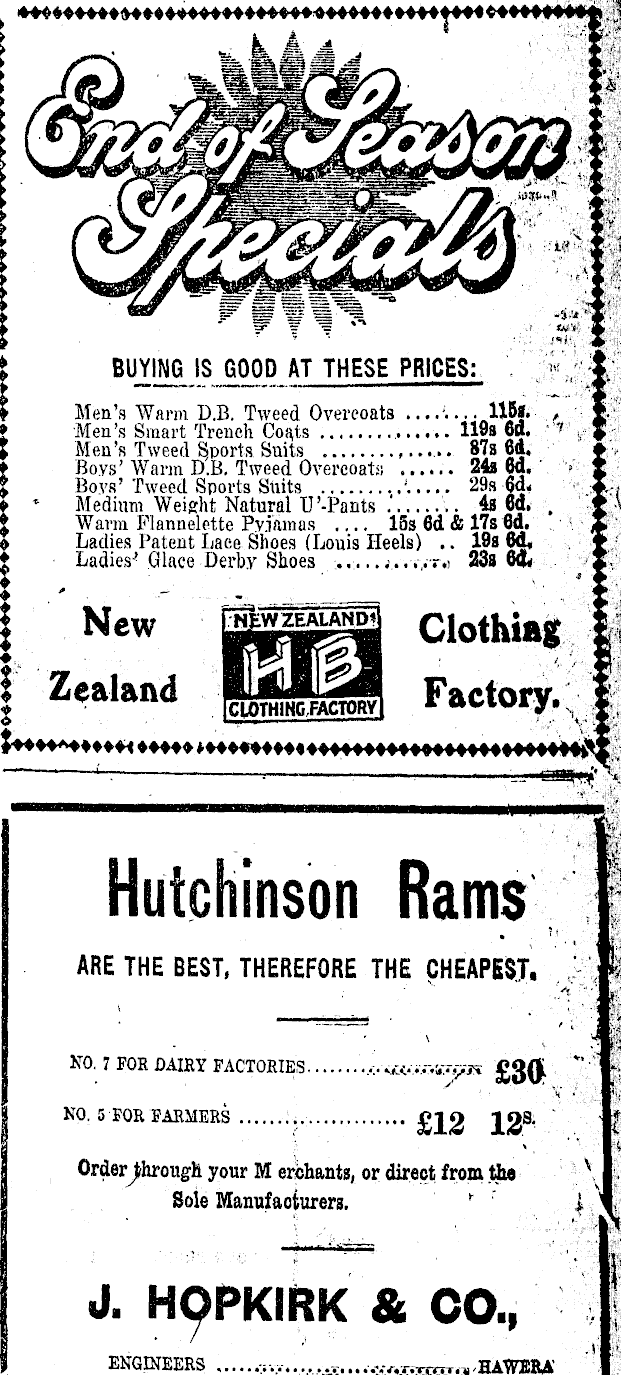 End of Season
Specials
BUYING IS GOOD AT THESE PRICES:
Men's Warm D.B. Tweed Overcoats ........ 115s.
Men's Smart Trench Coats .............. 119s 6d.
Men's Tweed Sports Suits ............. 87s 6d.
Boys' Warm D.B. Tweed Overcoats ...... 24s 6d.
Boys' Tweed Sports Suits .............. 29s 6d.
Medium Weight Natural U'-Pants ........ 4s 6d.
Warm Flannelette Pyjamas .... 15s 6d & 17s 6d.
Ladies Patent Lace Shoes (Louis Heels) .. 19s 6d.
Ladies' Glace Derby Shoes ............. 23s 6d.
New Zealand
NEW ZEALAND
HB
CLOTHING FACTORY
Clothing Factory.
Hutchinson Rams
ARE THE BEST, THEREFORE THE CHEAPEST.
NO. 7 FOR DAIRY FACTORIES...................... £30
NO. 5 FOR FARMERS ....................... £12 12s.
Order through your M erchants, or direct from the
Sole Manufacturers.
J. HOPKIRK & CO.,
ENGINEERS ................................ HAWERA